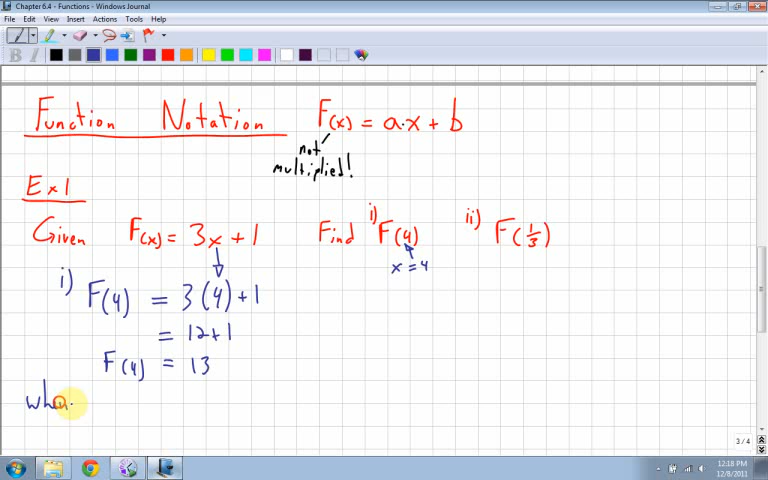 Chapter 6.4 - Functions - Windows Journal
File Edit View Insert Actions Tools Help
B I
Function Notation F(x) = a·x + b
not
multiplied!
Ex1
Given F(x) = 3x + 1 Find i) F(4) ii) F(1/3)
x = 4
i) F(4) = 3(4) + 1
= 12 + 1
F(4) = 13
when
3 / 4
12:18 PM
12/8/2011